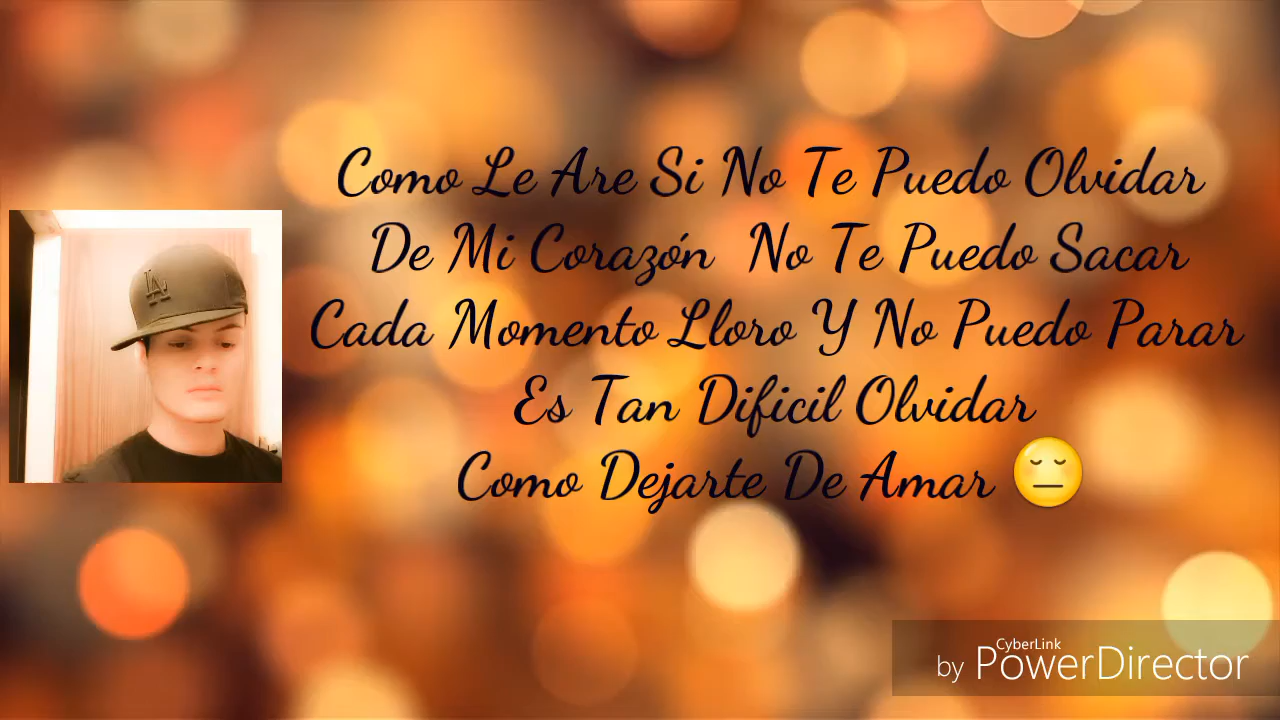 Como Le Are Si No Te Puedo Olvidar
De Mi Corazón No Te Puedo Sacar
Cada Momento Lloro Y No Puedo Parar
Es Tan Dificil Olvidar
Como Dejarte De Amar 😔
LA
by CyberLink PowerDirector